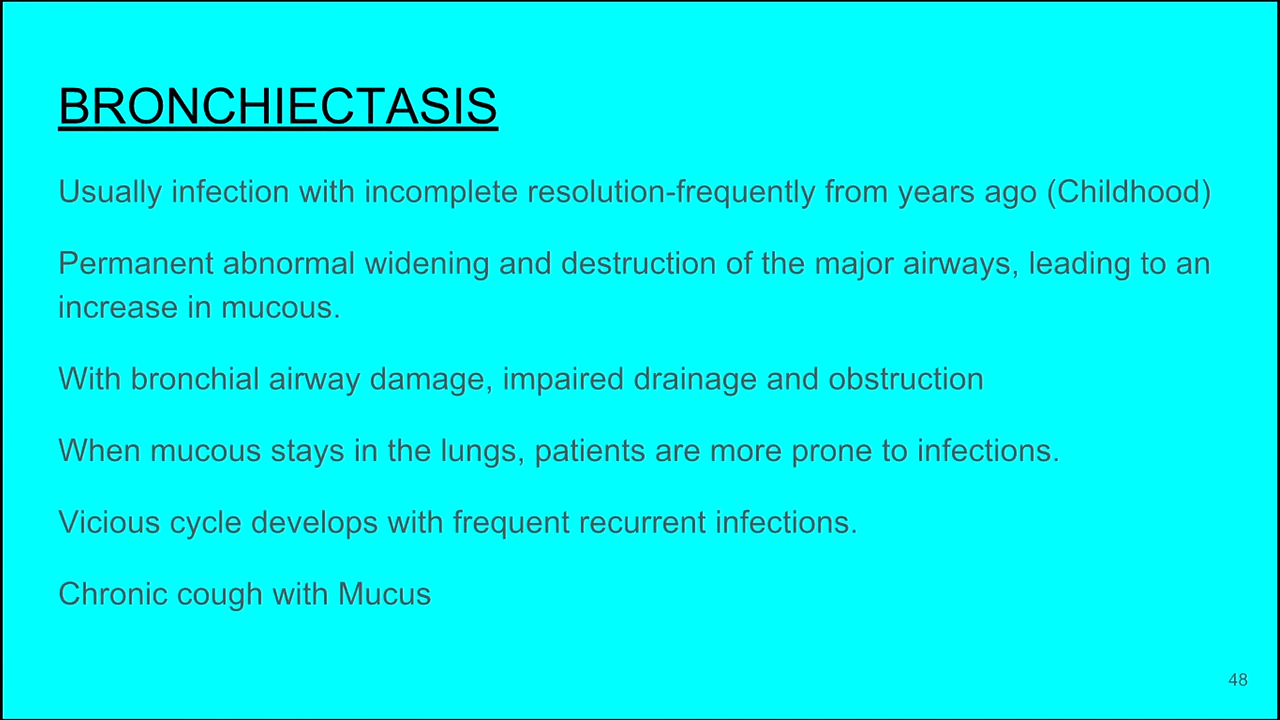 BRONCHIECTASIS
Usually infection with incomplete resolution-frequently from years ago (Childhood)
Permanent abnormal widening and destruction of the major airways, leading to an
increase in mucous.
With bronchial airway damage, impaired drainage and obstruction
When mucous stays in the lungs, patients are more prone to infections.
Vicious cycle develops with frequent recurrent infections.
Chronic cough with Mucus
48